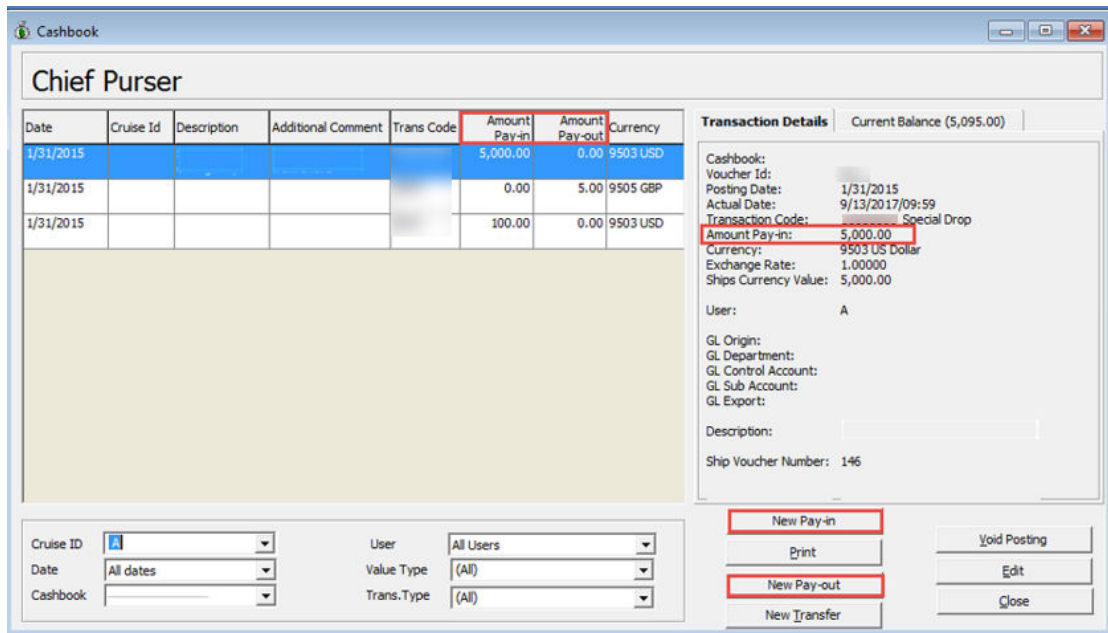 Cashbook
Chief Purser
Date Cruise Id Description Additional Comment Trans Code Amount Pay-in Amount Pay-out Currency
1/31/2015 5,000.00 0.00 9503 USD
1/31/2015 0.00 5.00 9505 GBP
1/31/2015 100.00 0.00 9503 USD
Transaction Details Current Balance (5,095.00)
Cashbook:
Voucher Id:
Posting Date: 1/31/2015
Actual Date: 9/13/2017/09:59
Transaction Code: Special Drop
Amount Pay-in: 5,000.00
Currency: 9503 US Dollar
Exchange Rate: 1.00000
Ships Currency Value: 5,000.00
User: A
GL Origin:
GL Department:
GL Control Account:
GL Sub Account:
GL Export:
Description:
Ship Voucher Number: 146
Cruise ID A User All Users
Date All dates Value Type (All)
Cashbook Trans.Type (All)
New Pay-in
Print
New Pay-out
New Transfer
Void Posting
Edit
Close